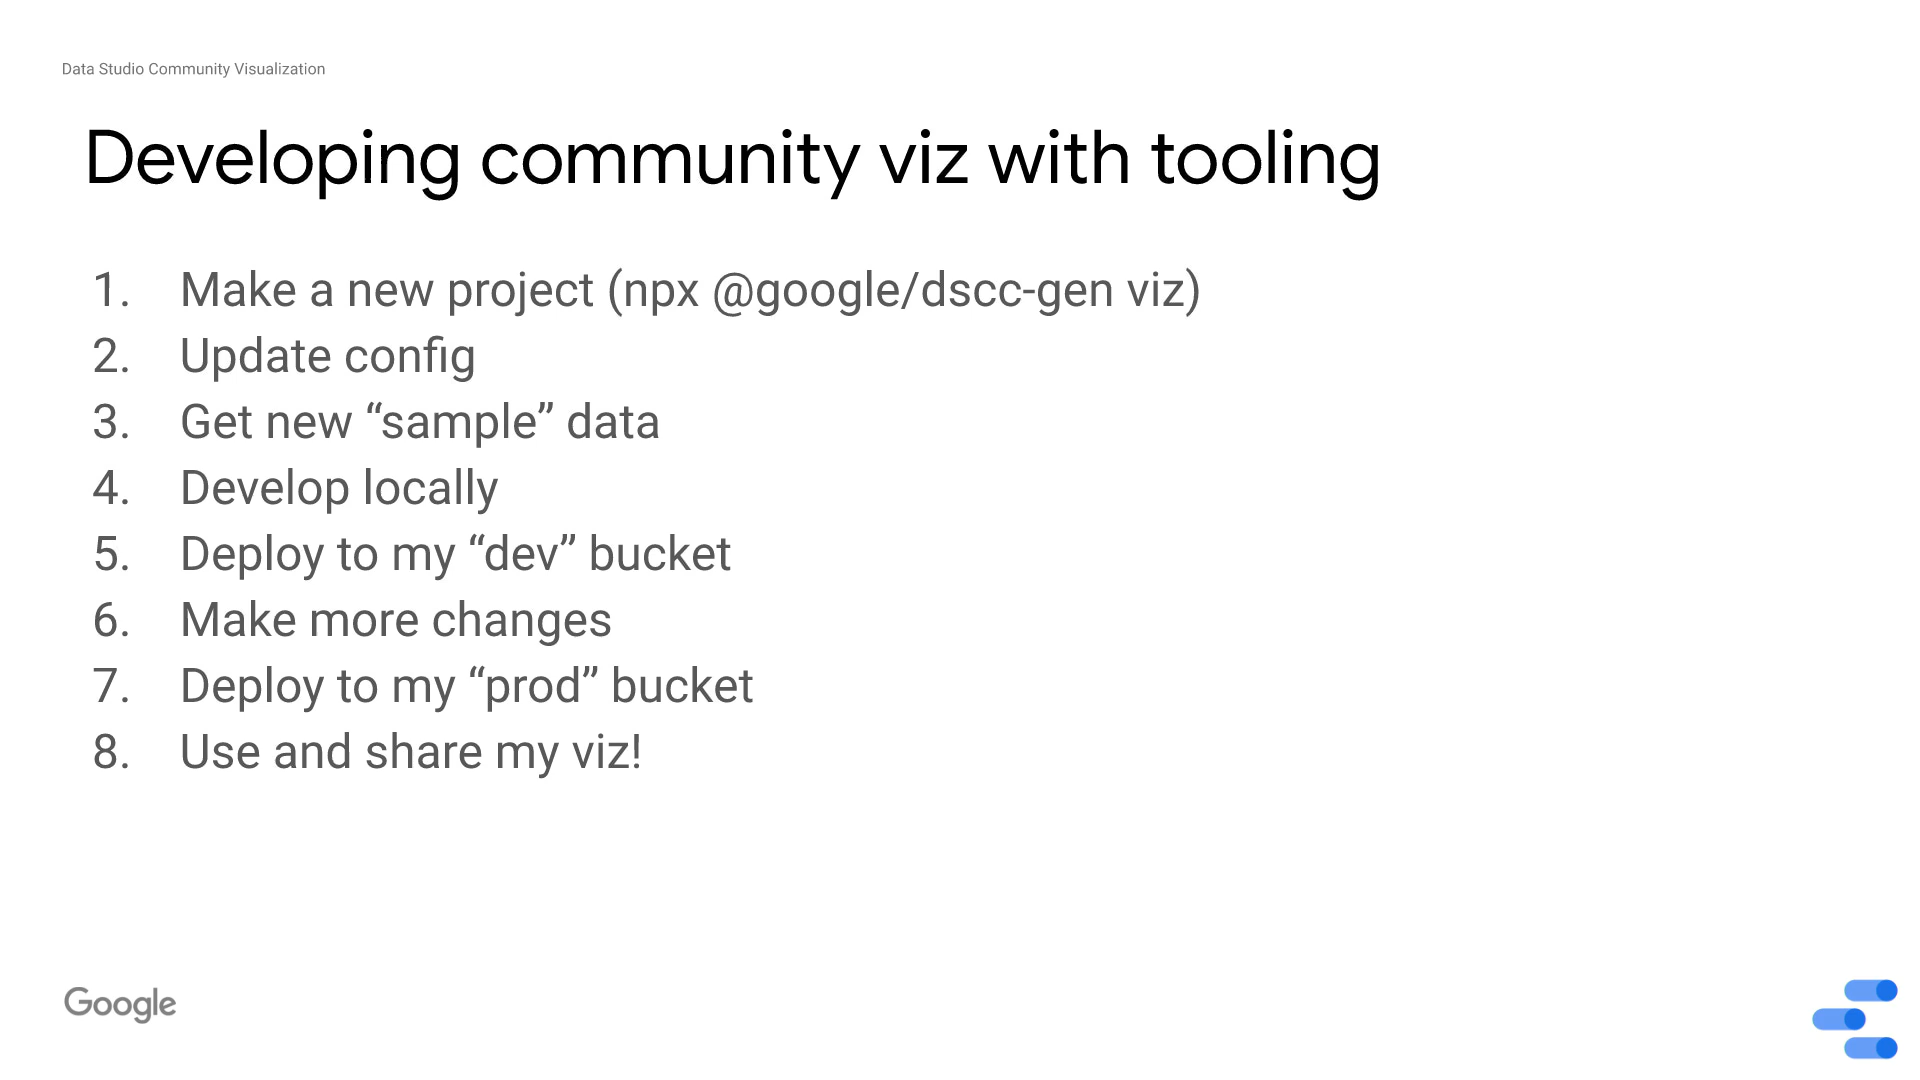 Data Studio Community Visualization
Developing community viz with tooling
1. Make a new project (npx @google/dscc-gen viz)
2. Update config
3. Get new “sample” data
4. Develop locally
5. Deploy to my “dev” bucket
6. Make more changes
7. Deploy to my “prod” bucket
8. Use and share my viz!
Google